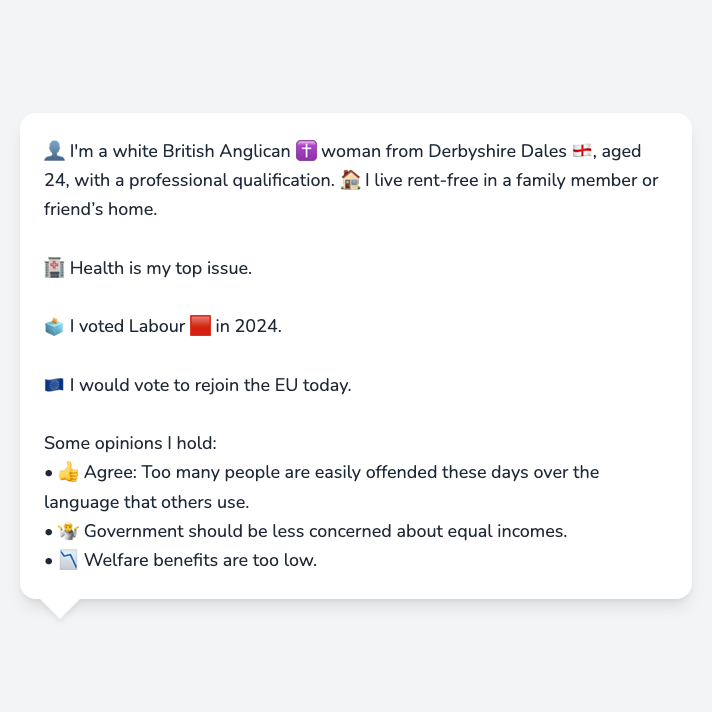 👤 I'm a white British Anglican ✝️ woman from Derbyshire Dales 🏴󠁧󠁢󠁥󠁮󠁧󠁿, aged
24, with a professional qualification. 🏠 I live rent-free in a family member or
friend’s home.
🏥 Health is my top issue.
🗳️ I voted Labour 🟥 in 2024.
🇪🇺 I would vote to rejoin the EU today.
Some opinions I hold:
• 👍 Agree: Too many people are easily offended these days over the
language that others use.
• 🤷 Government should be less concerned about equal incomes.
• 📉 Welfare benefits are too low.